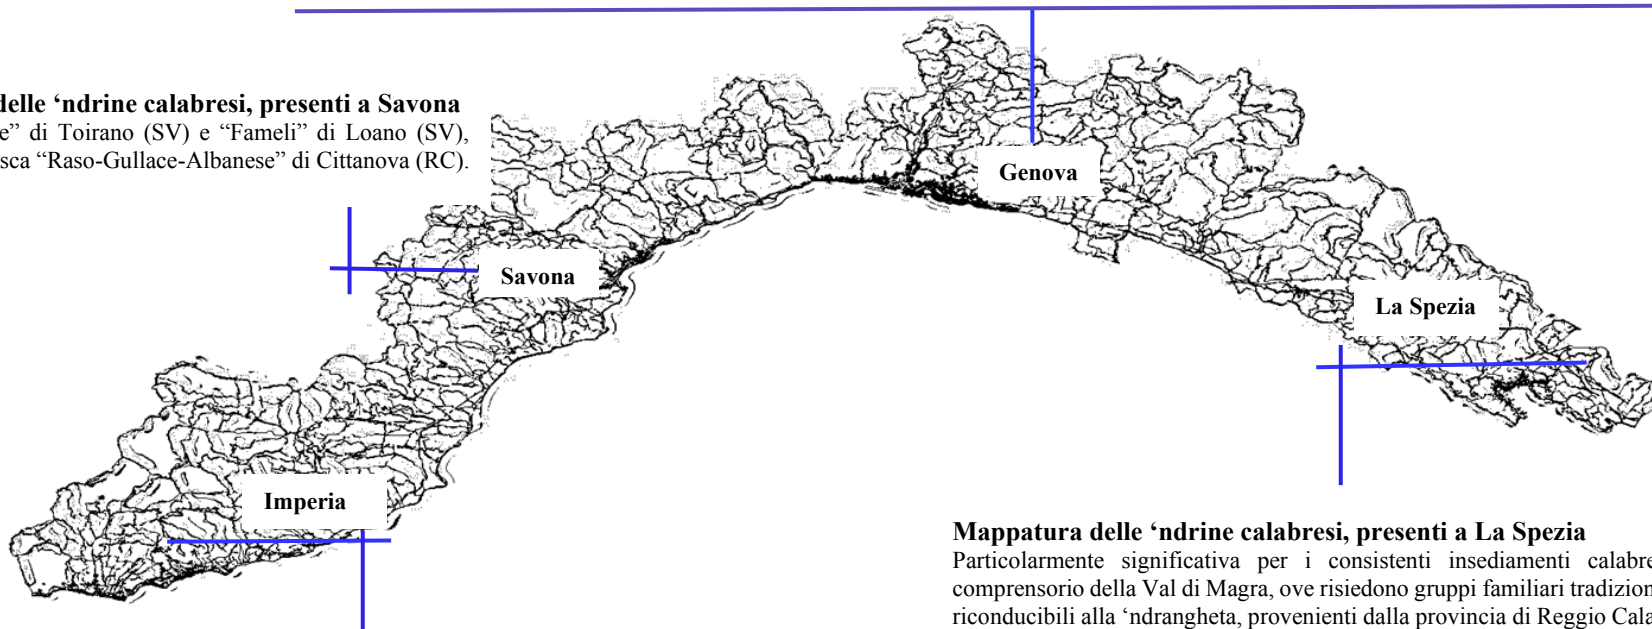 delle ‘ndrine calabresi, presenti a Savona
e” di Toirano (SV) e “Fameli” di Loano (SV),
sca “Raso-Gullace-Albanese” di Cittanova (RC).
Genova
Savona
La Spezia
Imperia
Mappatura delle ‘ndrine calabresi, presenti a La Spezia
Particolarmente significativa per i consistenti insediamenti calabre
comprensorio della Val di Magra, ove risiedono gruppi familiari tradizion
riconducibili alla ‘ndrangheta, provenienti dalla provincia di Reggio Cala